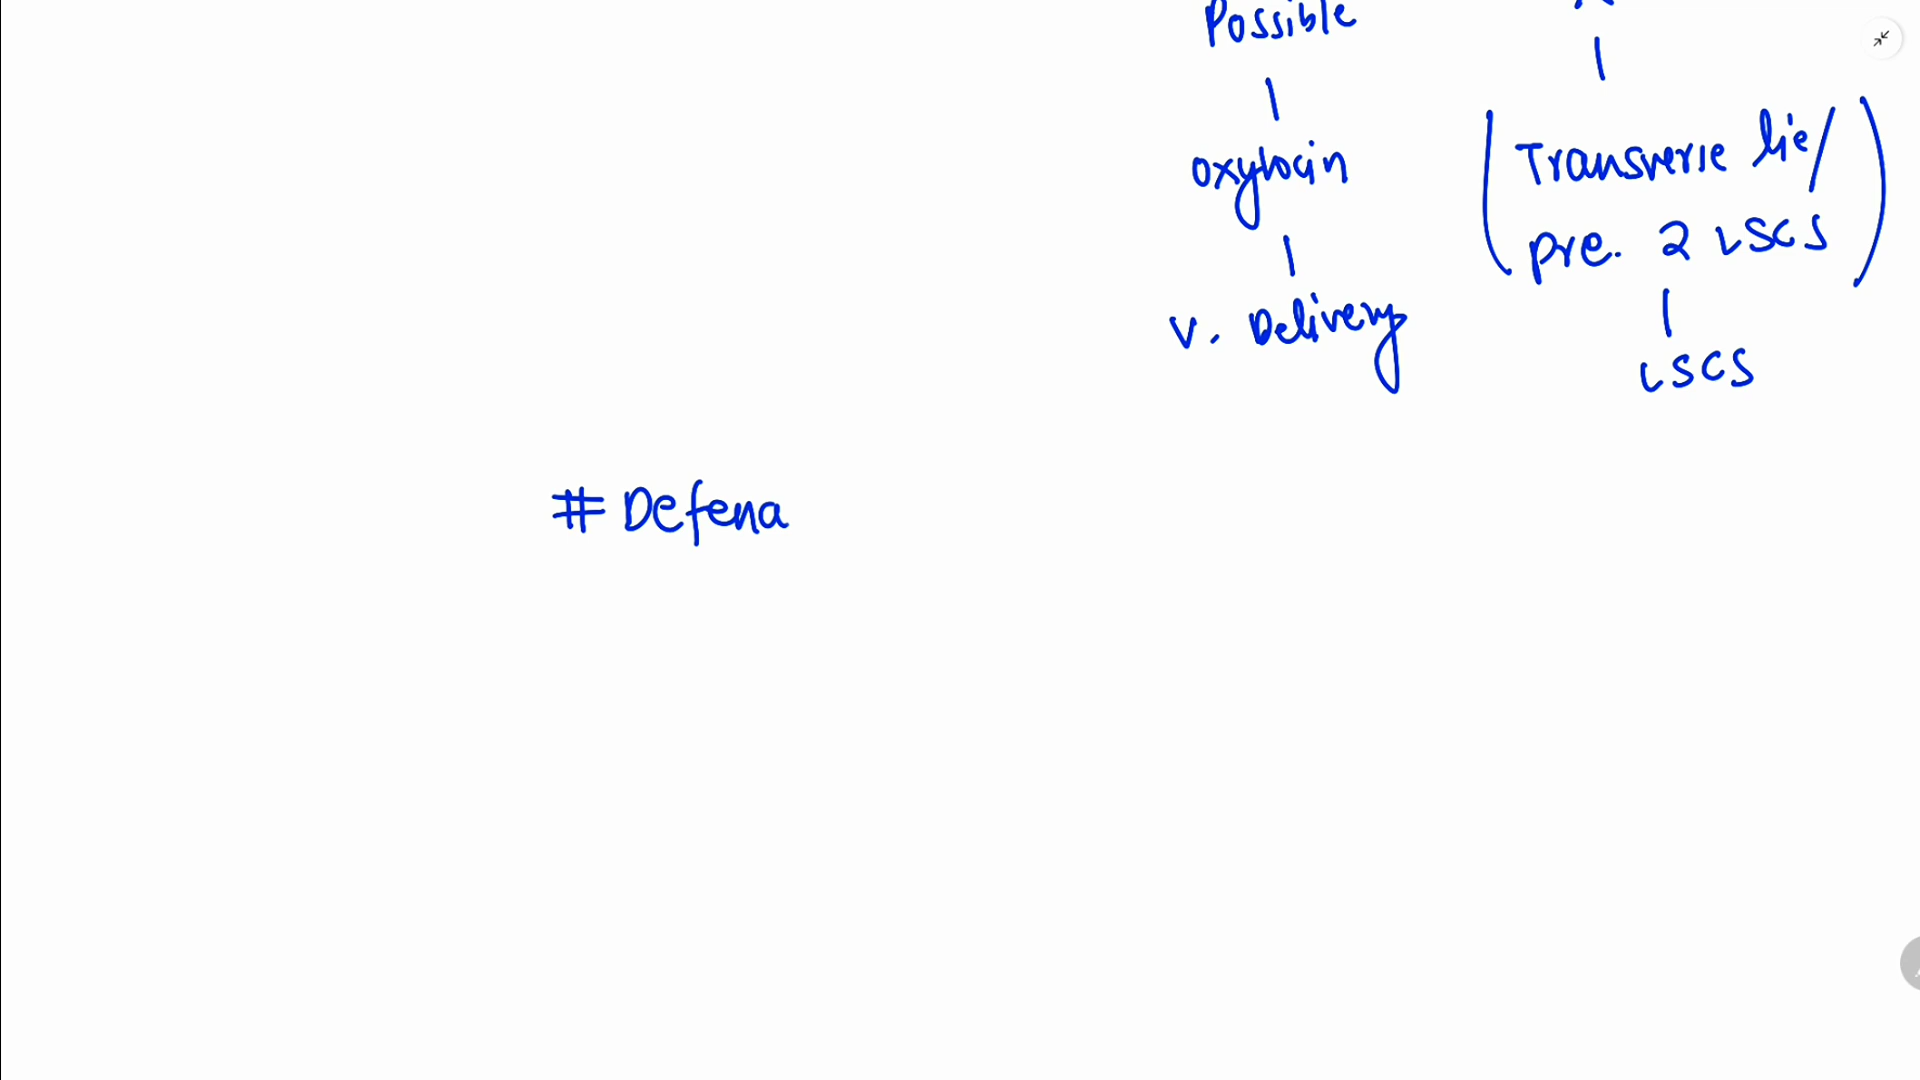 Possible
oxytocin
v. Delivery
(Transverse lie/
pre. 2 LSCS)
LSCS
# Defena